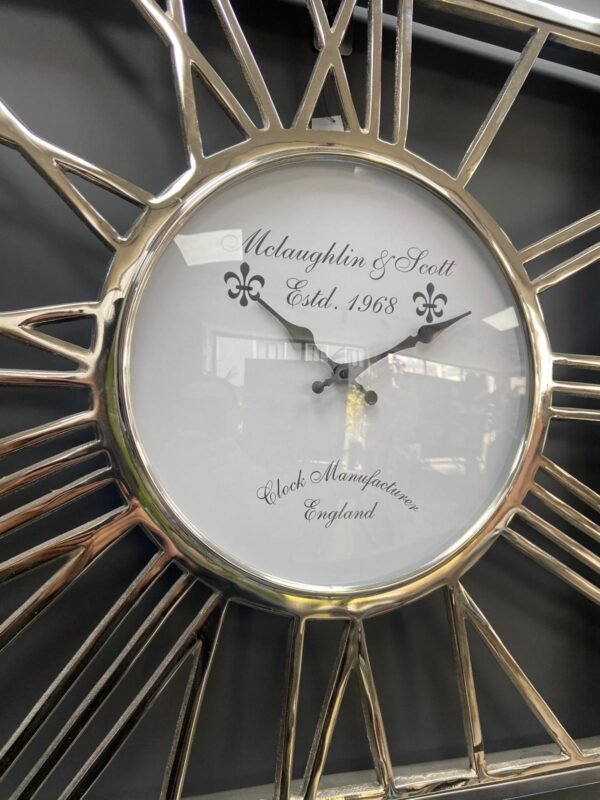 Mclaughlin & Scott
Estd. 1968
Clock Manufacturer
England